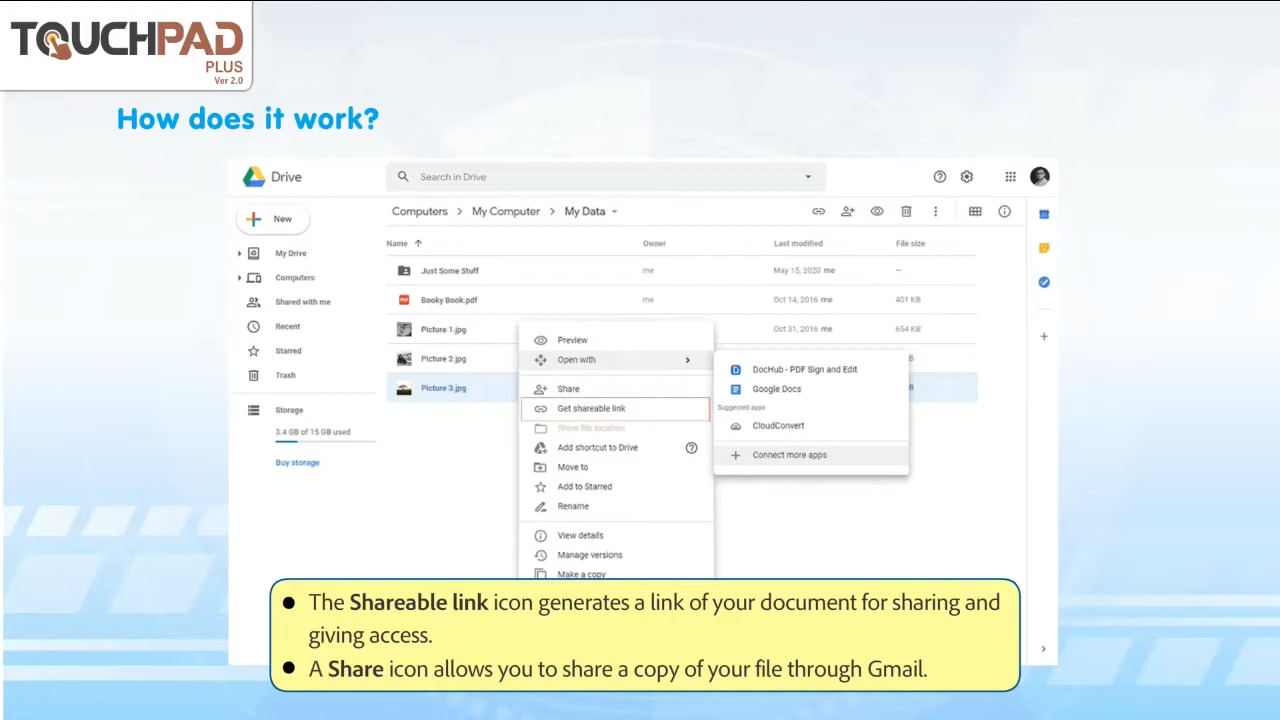 TOUCHPAD
PLUS
Ver 2.0
How does it work?
Drive
Search in Drive
New
My Drive
Computers
Shared with me
Recent
Starred
Trash
Storage
3.4 GB of 15 GB used
Buy storage
Computers > My Computer > My Data
Name Owner Last modified File size
Just Some Stuff me May 15, 2020 me –
Booky Book.pdf me Oct 14, 2016 me 401 KB
Picture 1.jpg Oct 31, 2016 me 654 KB
Picture 2.jpg B
Picture 3.jpg B
Preview
Open with
Share
Get shareable link
Show file location
Add shortcut to Drive
Move to
Add to Starred
Rename
View details
Manage versions
Make a copy
DocHub - PDF Sign and Edit
Google Docs
Suggested apps
CloudConvert
Connect more apps
● The Shareable link icon generates a link of your document for sharing and
giving access.
● A Share icon allows you to share a copy of your file through Gmail.